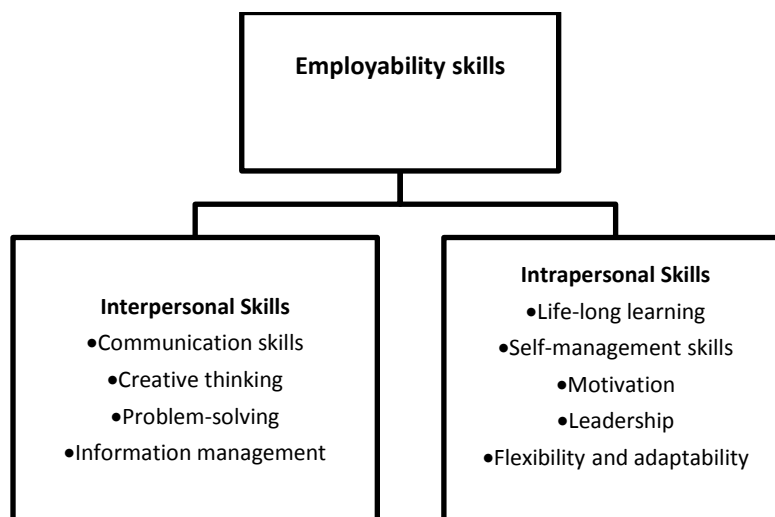 Employability skills
Interpersonal Skills
•Communication skills
•Creative thinking
•Problem-solving
•Information management
Intrapersonal Skills
•Life-long learning
•Self-management skills
•Motivation
•Leadership
•Flexibility and adaptability